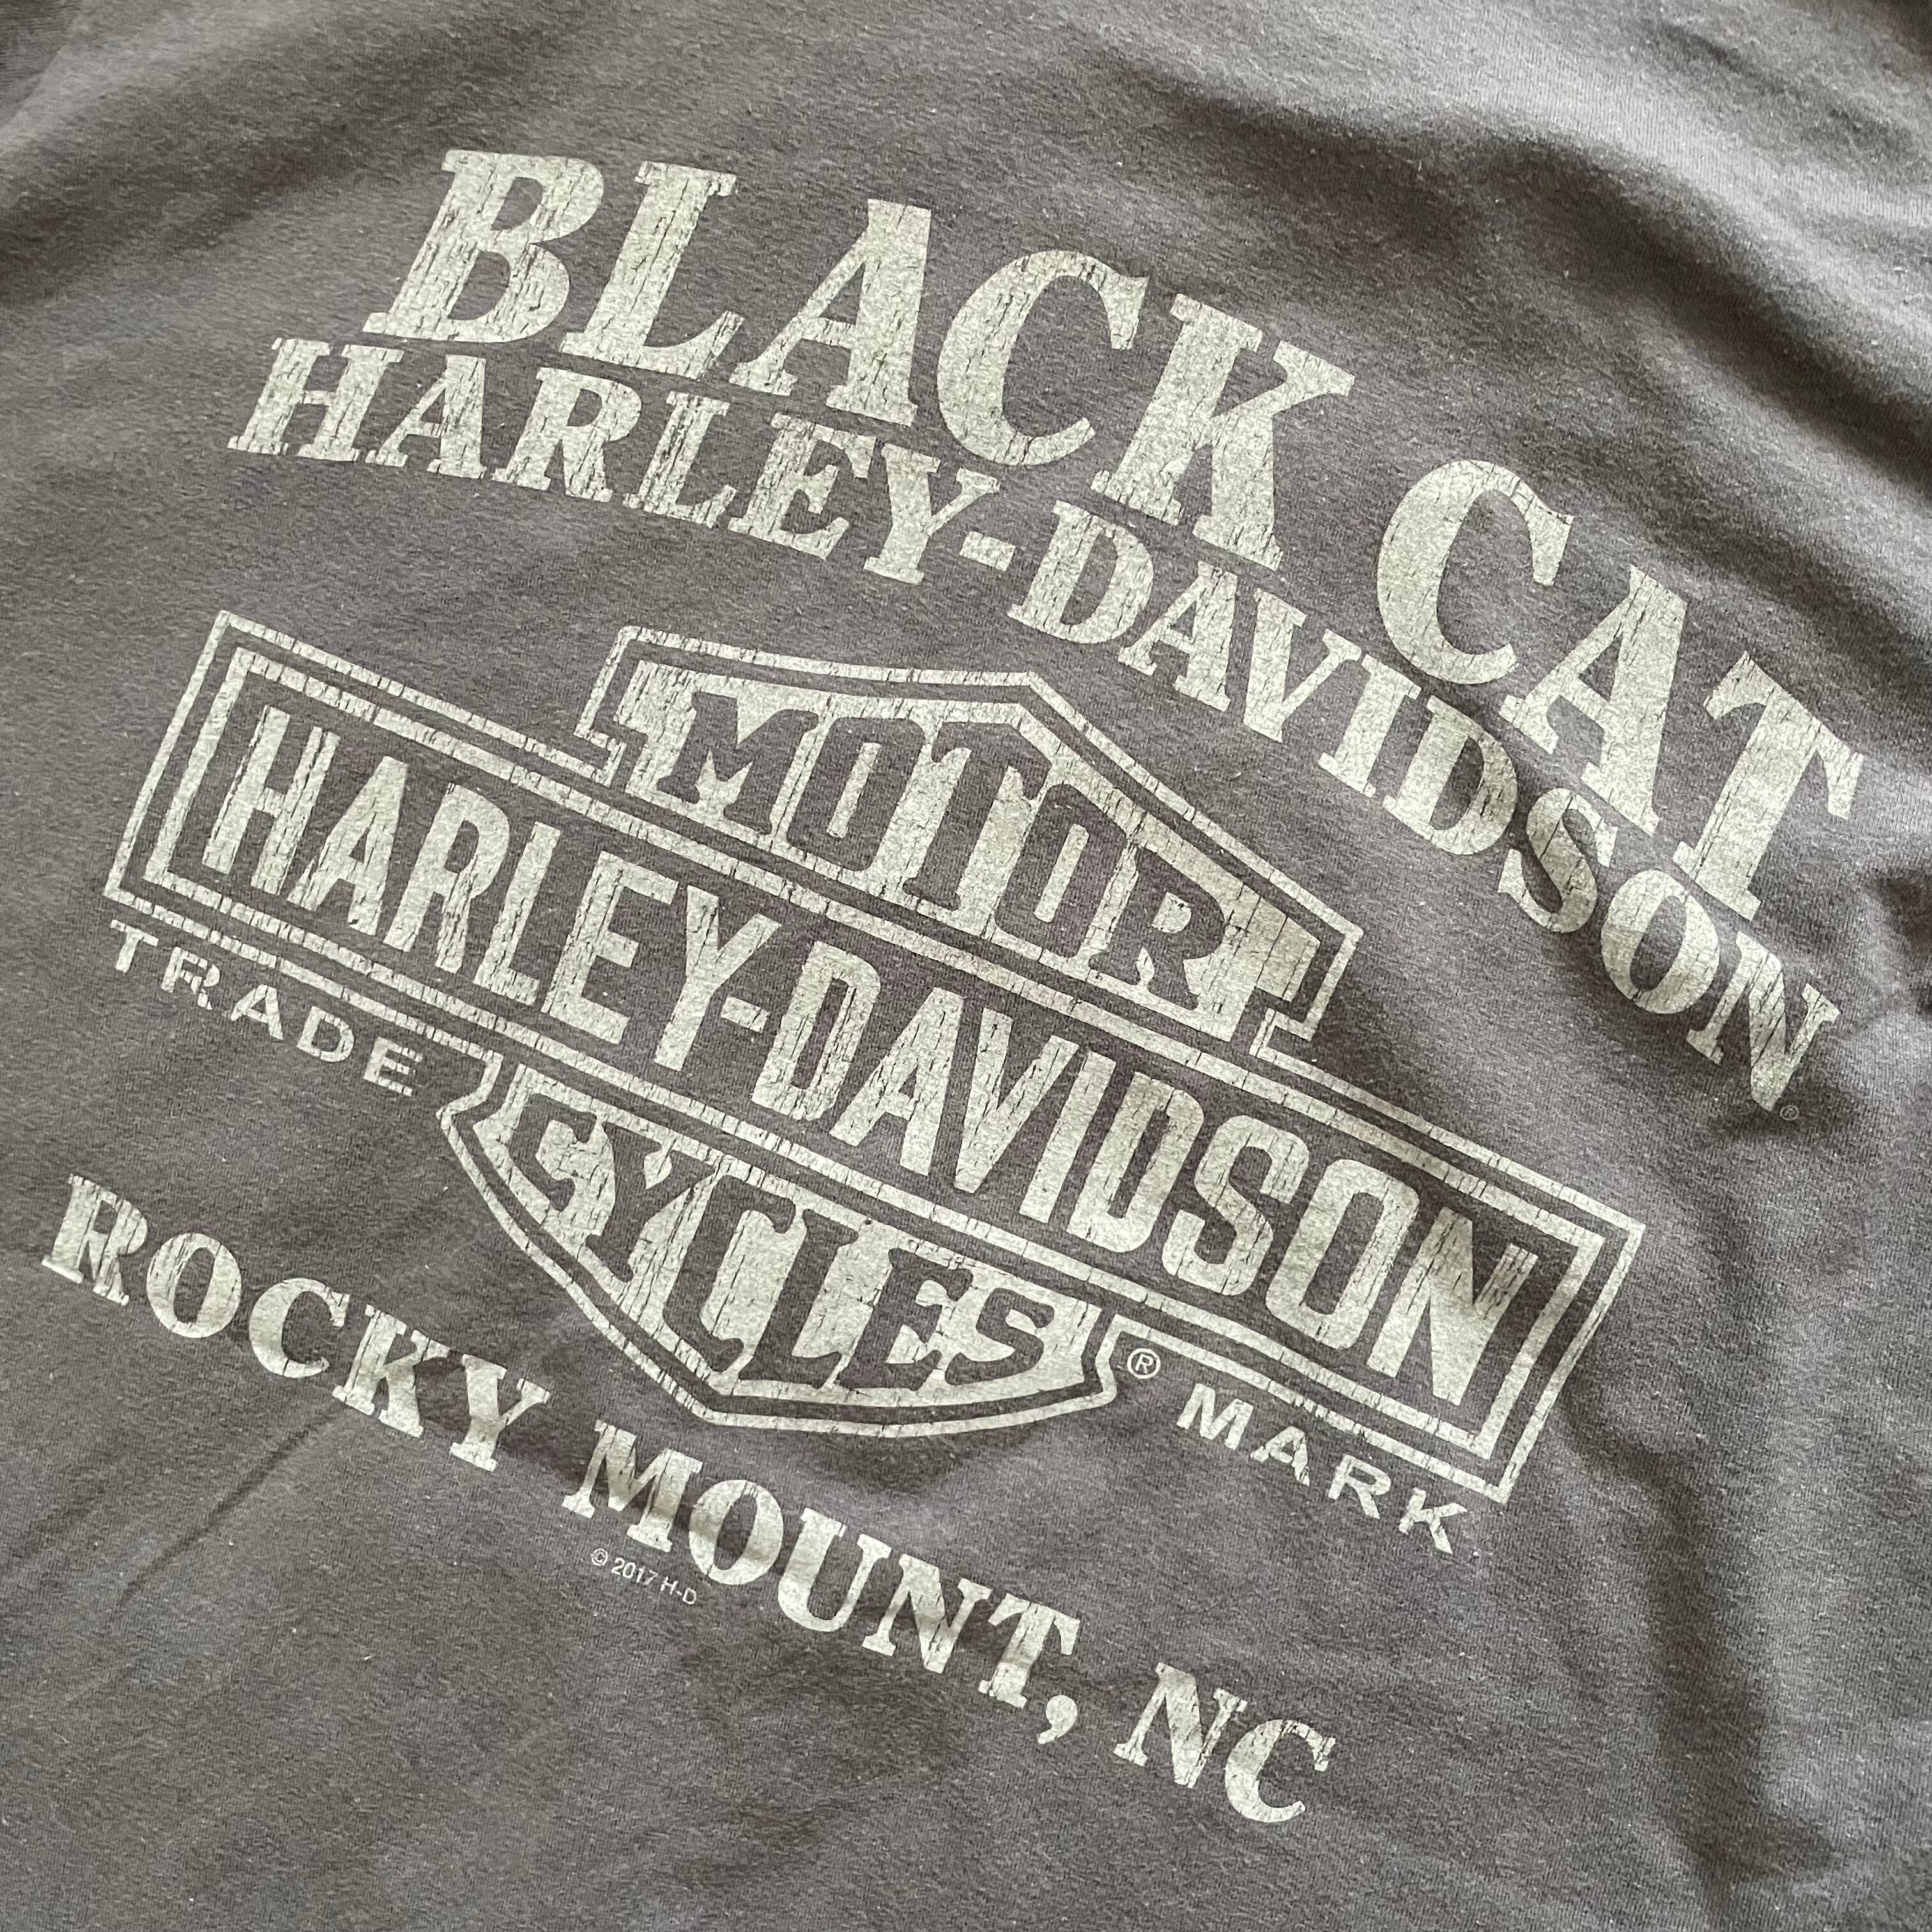 BLACK CAT
HARLEY-DAVIDSON®
MOTOR
HARLEY-DAVIDSON
CYCLES®
TRADE MARK
ROCKY MOUNT, NC
© 2017 H-D